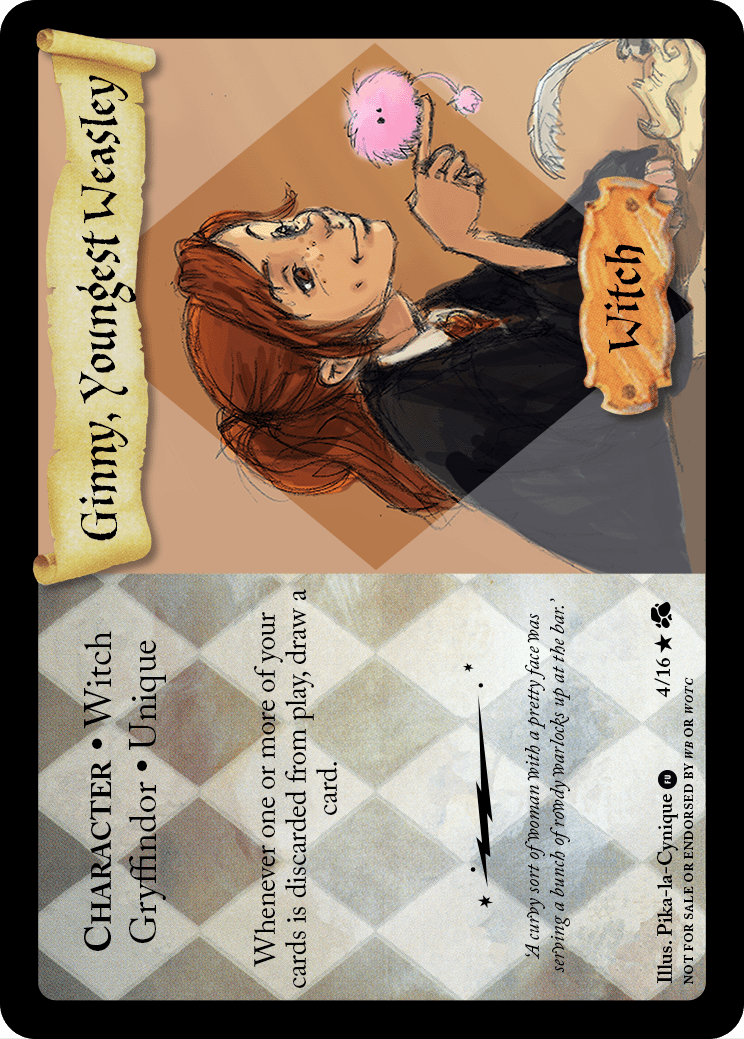 Ginny, Youngest Weasley
Witch
CHARACTER • Witch
Gryffindor • Unique
Whenever one or more of your
cards is discarded from play, draw a
card.
'A curvy sort of woman with a pretty face was
serving a bunch of rowdy warlocks up at the bar.'
Illus. Pika-la-Cynique FU 4/16 ★
NOT FOR SALE OR ENDORSED BY WB OR WOTC